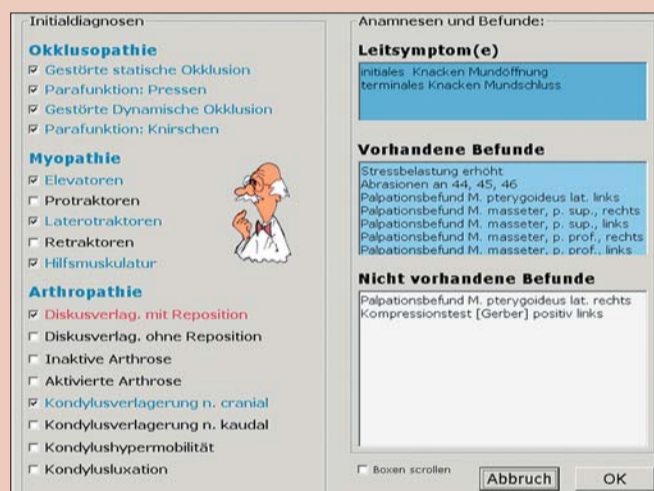 Initialdiagnosen
Okklusopathie
Gestörte statische Okklusion
Parafunktion: Pressen
Gestörte Dynamische Okklusion
Parafunktion: Knirschen
Myopathie
Elevatoren
Protraktoren
Laterotraktoren
Retraktoren
Hilfsmuskulatur
Arthropathie
Diskusverlag. mit Reposition
Diskusverlag. ohne Reposition
Inaktive Arthrose
Aktivierte Arthrose
Kondylusverlagerung n. cranial
Kondylusverlagerung n. kaudal
Kondylushypermobilität
Kondylusluxation
Anamnesen und Befunde:
Leitsymptom(e)
initiales Knacken Mundöffnung
terminales Knacken Mundschluss
Vorhandene Befunde
Stressbelastung erhöht
Abrasionen an 44, 45, 46
Palpationsbefund M. pterygoideus lat. links
Palpationsbefund M. masseter, p. sup., rechts
Palpationsbefund M. masseter, p. sup., links
Palpationsbefund M. masseter, p. prof., rechts
Palpationsbefund M. masseter, p. prof., links
Nicht vorhandene Befunde
Palpationsbefund M. pterygoideus lat. rechts
Kompressionstest [Gerber] positiv links
Boxen scrollen
Abbruch
OK